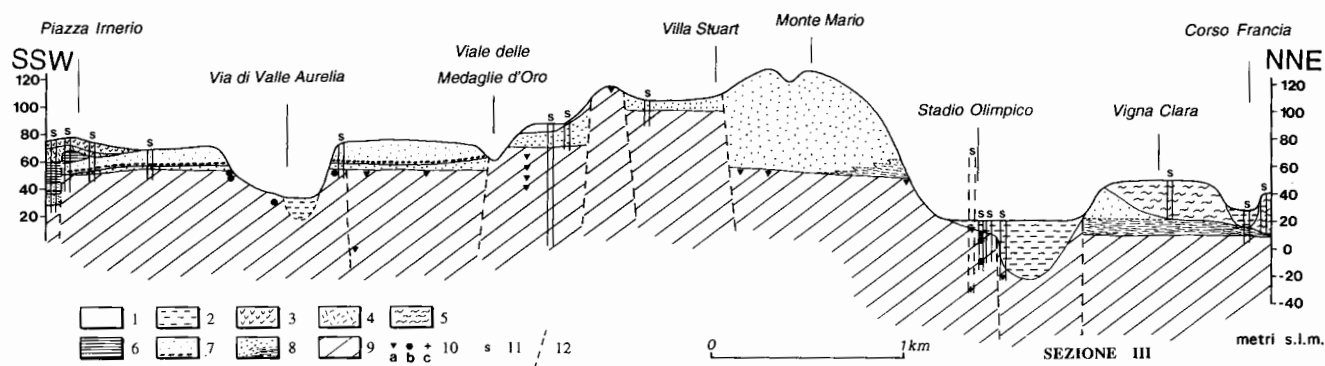 Piazza Irnerio
Via di Valle Aurelia
Viale delle
Medaglie d'Oro
Villa Stuart
Monte Mario
Stadio Olimpico
Vigna Clara
Corso Francia
SSW
NNE
120
100
80
60
40
20
120
100
80
60
40
20
0
-20
-40
metri s.l.m.
s s s s s s s s s s s s s s s s
1 2 3 4 5
6 7 8 9 a b c 10 s 11 12
0 1km
SEZIONE III